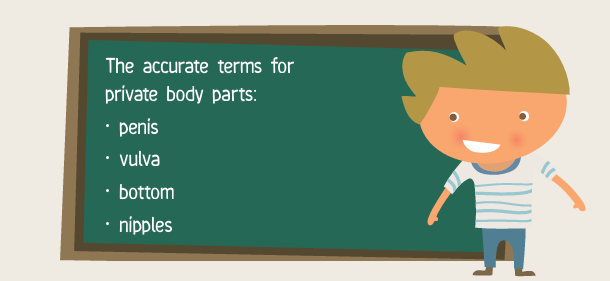 The accurate terms for
private body parts:
· penis
· vulva
· bottom
· nipples